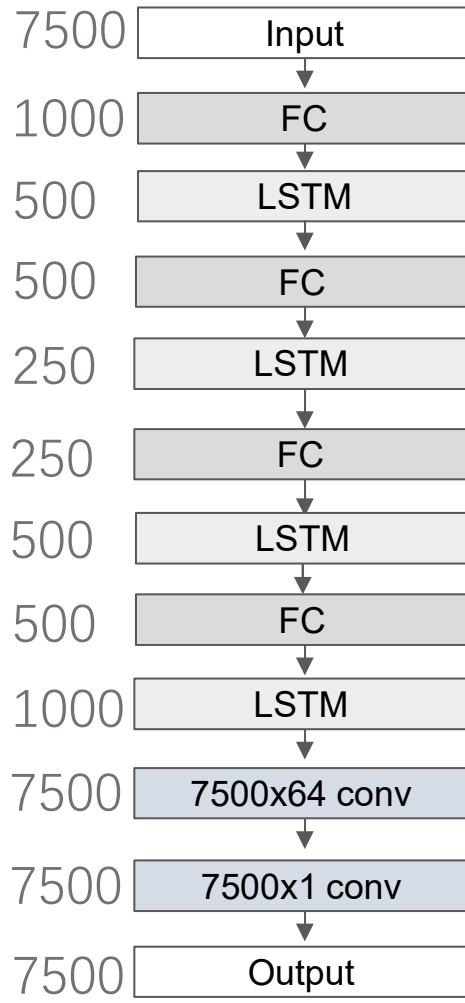 7500 Input
1000 FC
500 LSTM
500 FC
250 LSTM
250 FC
500 LSTM
500 FC
1000 LSTM
7500 7500x64 conv
7500 7500x1 conv
7500 Output